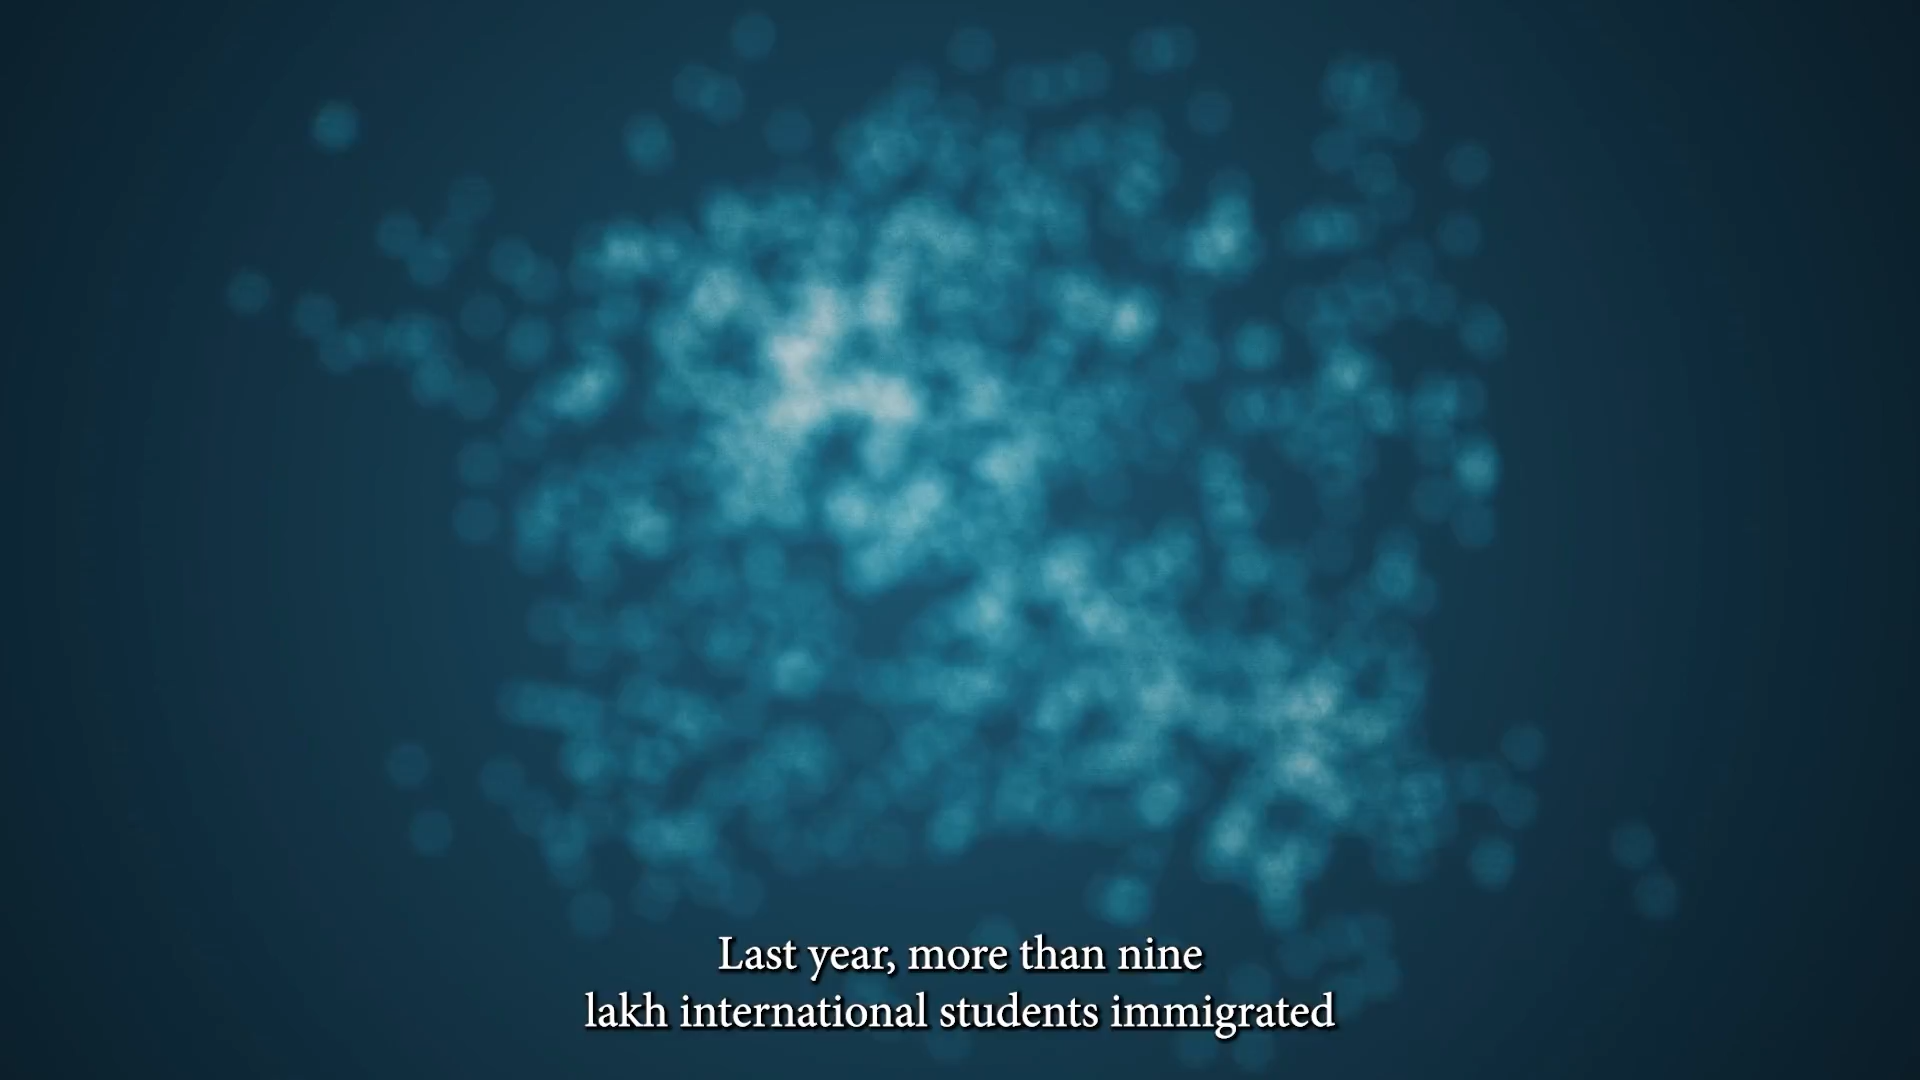 Last year, more than nine
lakh international students immigrated